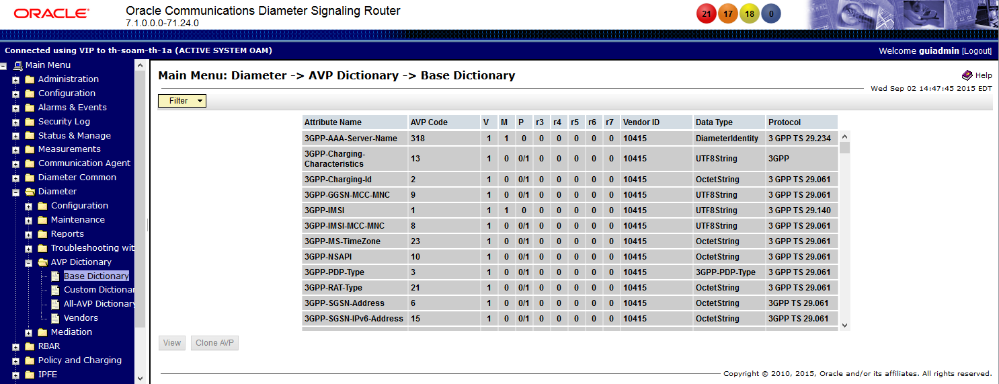 ORACLE®
Oracle Communications Diameter Signaling Router
7.1.0.0.0-71.24.0
21 17 18 0
Connected using VIP to th-soam-th-1a (ACTIVE SYSTEM OAM)
Welcome guiadmin [Logout]
Main Menu
Administration
Configuration
Alarms & Events
Security Log
Status & Manage
Measurements
Communication Agent
Diameter Common
Diameter
Configuration
Maintenance
Reports
Troubleshooting wit
AVP Dictionary
Base Dictionary
Custom Dictionar
All-AVP Dictionary
Vendors
Mediation
RBAR
Policy and Charging
IPFE
Main Menu: Diameter -> AVP Dictionary -> Base Dictionary
Help
Wed Sep 02 14:47:45 2015 EDT
Filter
Attribute Name AVP Code V M P r3 r4 r5 r6 r7 Vendor ID Data Type Protocol
3GPP-AAA-Server-Name 318 1 1 0 0 0 0 0 0 10415 DiameterIdentity 3 GPP TS 29.234
3GPP-Charging-
Characteristics 13 1 0 0/1 0 0 0 0 0 10415 UTF8String 3GPP
3GPP-Charging-Id 2 1 0 0/1 0 0 0 0 0 10415 OctetString 3 GPP TS 29.061
3GPP-GGSN-MCC-MNC 9 1 0 0/1 0 0 0 0 0 10415 UTF8String 3 GPP TS 29.061
3GPP-IMSI 1 1 1 0 0 0 0 0 0 10415 UTF8String 3 GPP TS 29.140
3GPP-IMSI-MCC-MNC 8 1 0 0/1 0 0 0 0 0 10415 UTF8String 3 GPP TS 29.061
3GPP-MS-TimeZone 23 1 0 0/1 0 0 0 0 0 10415 OctetString 3 GPP TS 29.061
3GPP-NSAPI 10 1 0 0/1 0 0 0 0 0 10415 OctetString 3 GPP TS 29.061
3GPP-PDP-Type 3 1 0 0/1 0 0 0 0 0 10415 3GPP-PDP-Type 3 GPP TS 29.061
3GPP-RAT-Type 21 1 0 0/1 0 0 0 0 0 10415 OctetString 3 GPP TS 29.061
3GPP-SGSN-Address 6 1 0 0/1 0 0 0 0 0 10415 OctetString 3GPP TS 29.061
3GPP-SGSN-IPv6-Address 15 1 0 0/1 0 0 0 0 0 10415 OctetString 3GPP TS 29.061
View Clone AVP
Copyright © 2010, 2015, Oracle and/or its affiliates. All rights reserved.